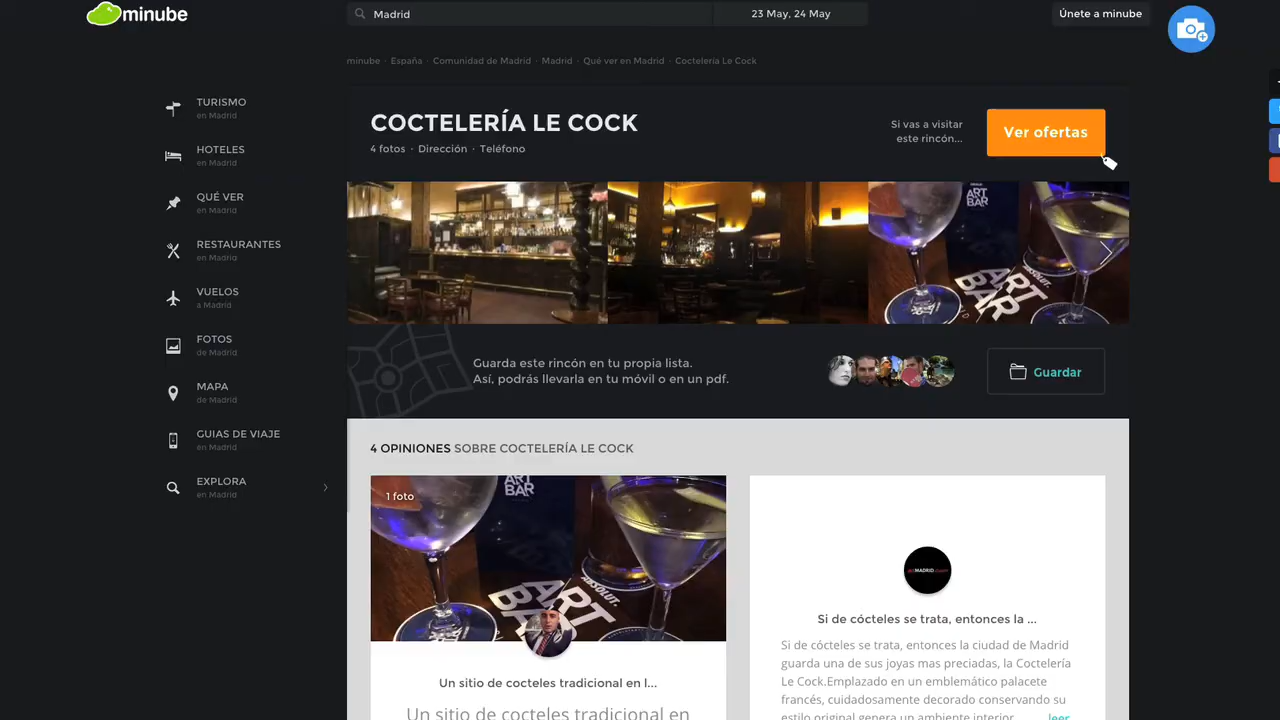 minube
Madrid
23 May, 24 May
Únete a minube
minube · España · Comunidad de Madrid · Madrid · Qué ver en Madrid · Coctelería Le Cock
TURISMO
en Madrid
HOTELES
en Madrid
QUÉ VER
en Madrid
RESTAURANTES
en Madrid
VUELOS
a Madrid
FOTOS
de Madrid
MAPA
de Madrid
GUIAS DE VIAJE
en Madrid
EXPLORA
en Madrid
COCTELERÍA LE COCK
4 fotos · Dirección · Teléfono
Si vas a visitar
este rincón...
Ver ofertas
ART
BAR
ART
BAR
Guarda este rincón en tu propia lista.
Así, podrás llevarla en tu móvil o en un pdf.
Guardar
4 OPINIONES SOBRE COCTELERÍA LE COCK
1 foto
ART
BAR
ABSOLUT.
ART
BAR
Un sitio de cocteles tradicional en l...
Un sitio de cocteles tradicional en
Si de cócteles se trata, entonces la ...
Si de cócteles se trata, entonces la ciudad de Madrid
guarda una de sus joyas mas preciadas, la Coctelería
Le Cock.Emplazado en un emblemático palacete
francés, cuidadosamente decorado conservando su
estilo original genera un ambiente interior ... leer